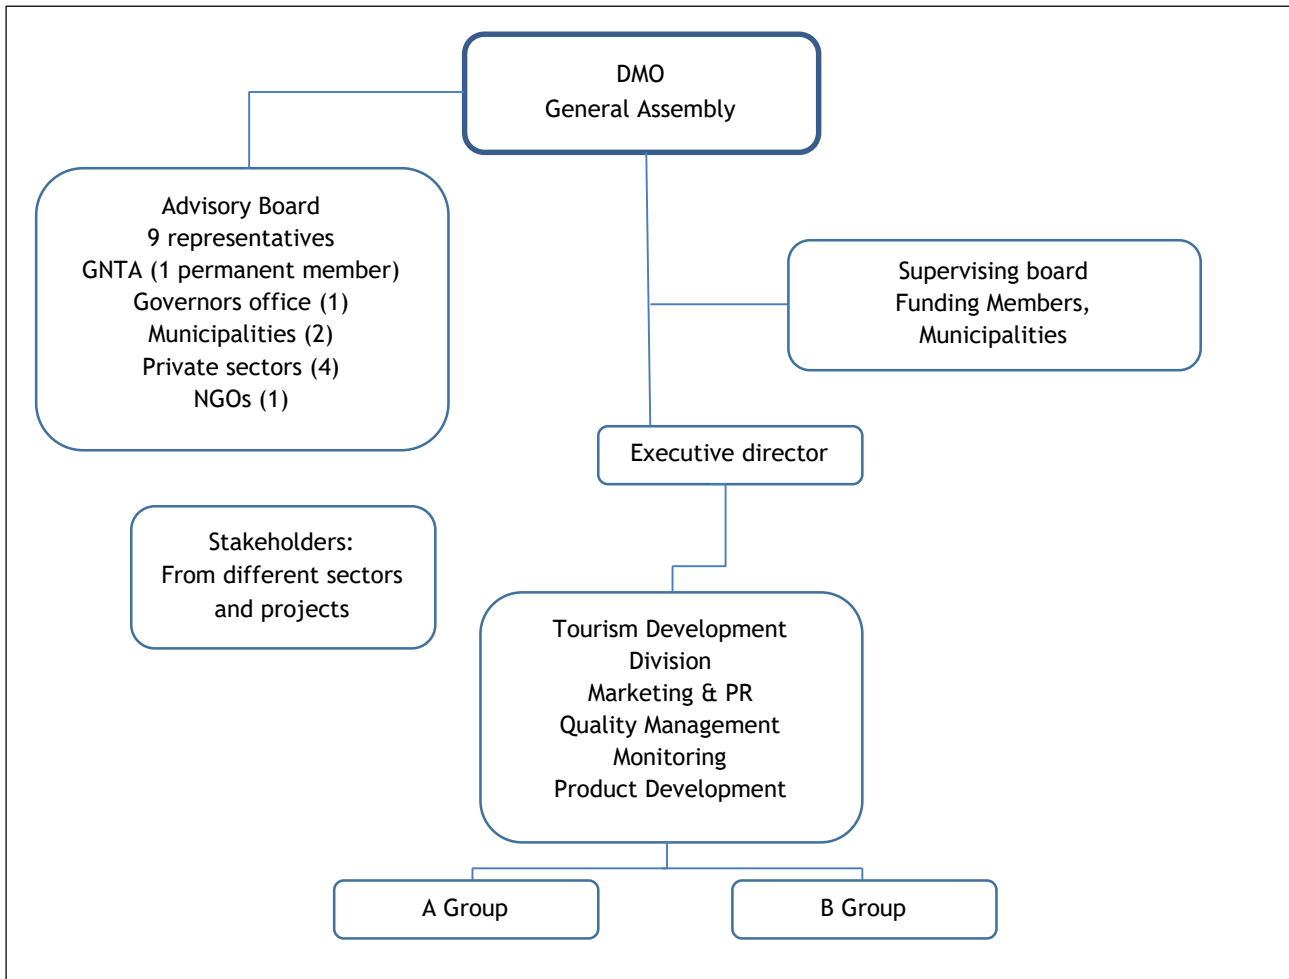 DMO
General Assembly
Advisory Board
9 representatives
GNTA (1 permanent member)
Governors office (1)
Municipalities (2)
Private sectors (4)
NGOs (1)
Supervising board
Funding Members,
Municipalities
Executive director
Stakeholders:
From different sectors
and projects
Tourism Development
Division
Marketing & PR
Quality Management
Monitoring
Product Development
A Group
B Group